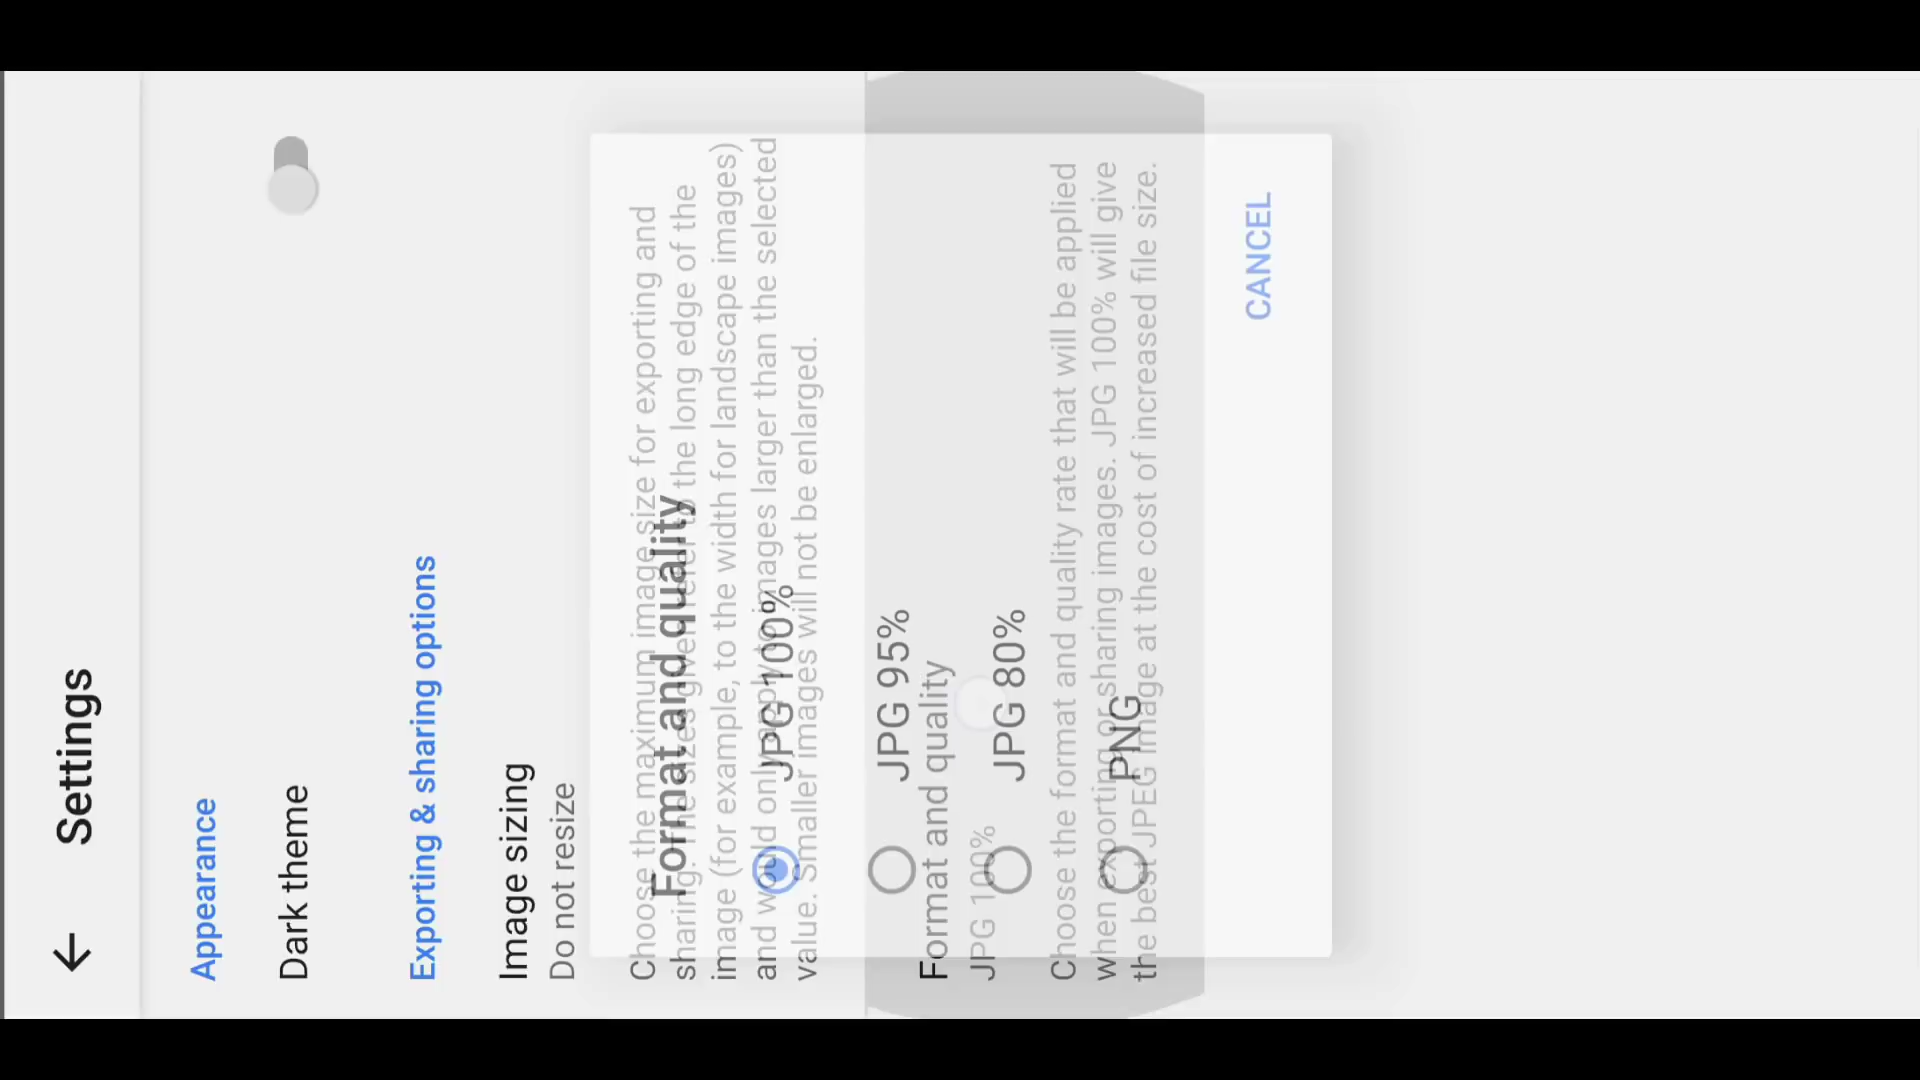 Settings
Appearance
Dark theme
Exporting & sharing options
Image sizing
Do not resize
Choose the maximum image size for exporting and
sharing. The sizes given refer to the long edge of the
image (for example, to the width for landscape images)
and would only apply to images larger than the selected
value. Smaller images will not be enlarged.
Format and quality
JPG 100%
Choose the format and quality rate that will be applied
when exporting or sharing images. JPG 100% will give
the best JPEG image at the cost of increased file size.
Format and quality
JPG 100%
JPG 95%
JPG 80%
PNG
CANCEL